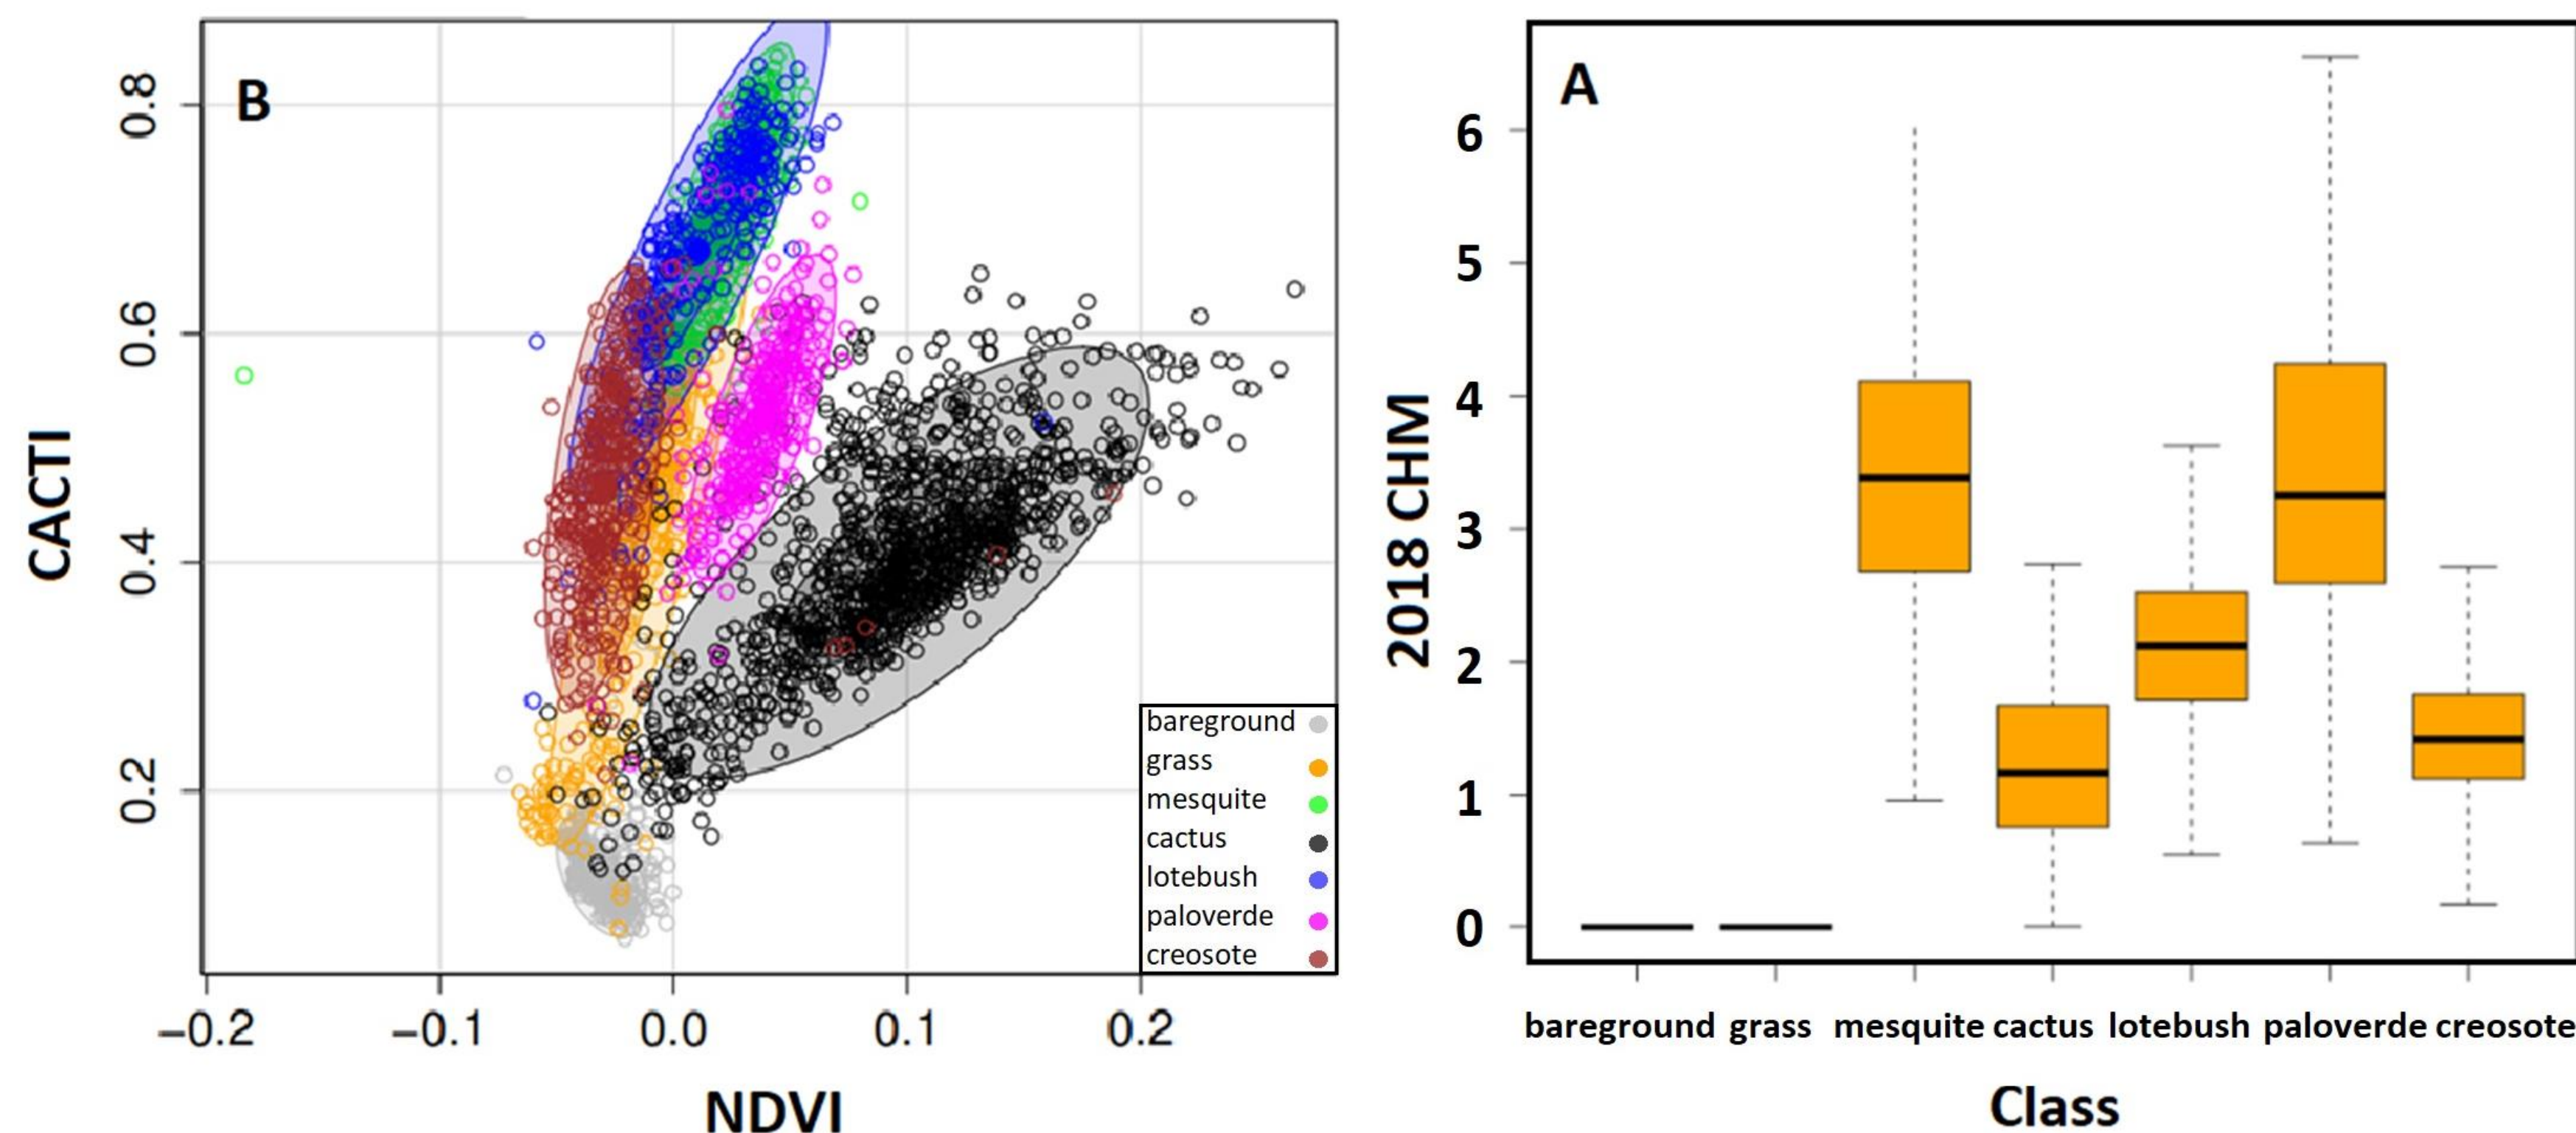 B
CACTI
0.8
0.6
0.4
0.2
−0.2 −0.1 0.0 0.1 0.2
NDVI
bareground
grass
mesquite
cactus
lotebush
paloverde
creosote
A
2018 CHM
6
5
4
3
2
1
0
bareground grass mesquite cactus lotebush paloverde creosote
Class